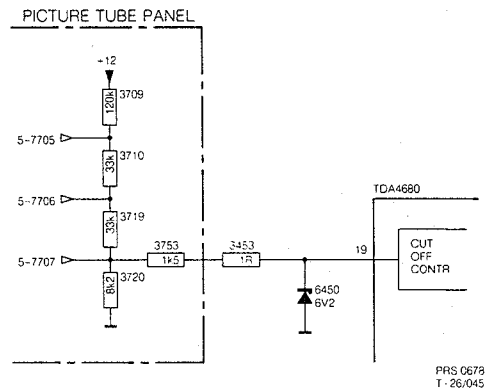 PICTURE TUBE PANEL
+12
120k
3709
5-7705
33k
3710
5-7706
33k
3719
TDA4680
5-7707
3753
1k5
3453
1R
19
CUT
OFF
CONTR
8k2
3720
6450
6V2
PRS 0678
T-26/045